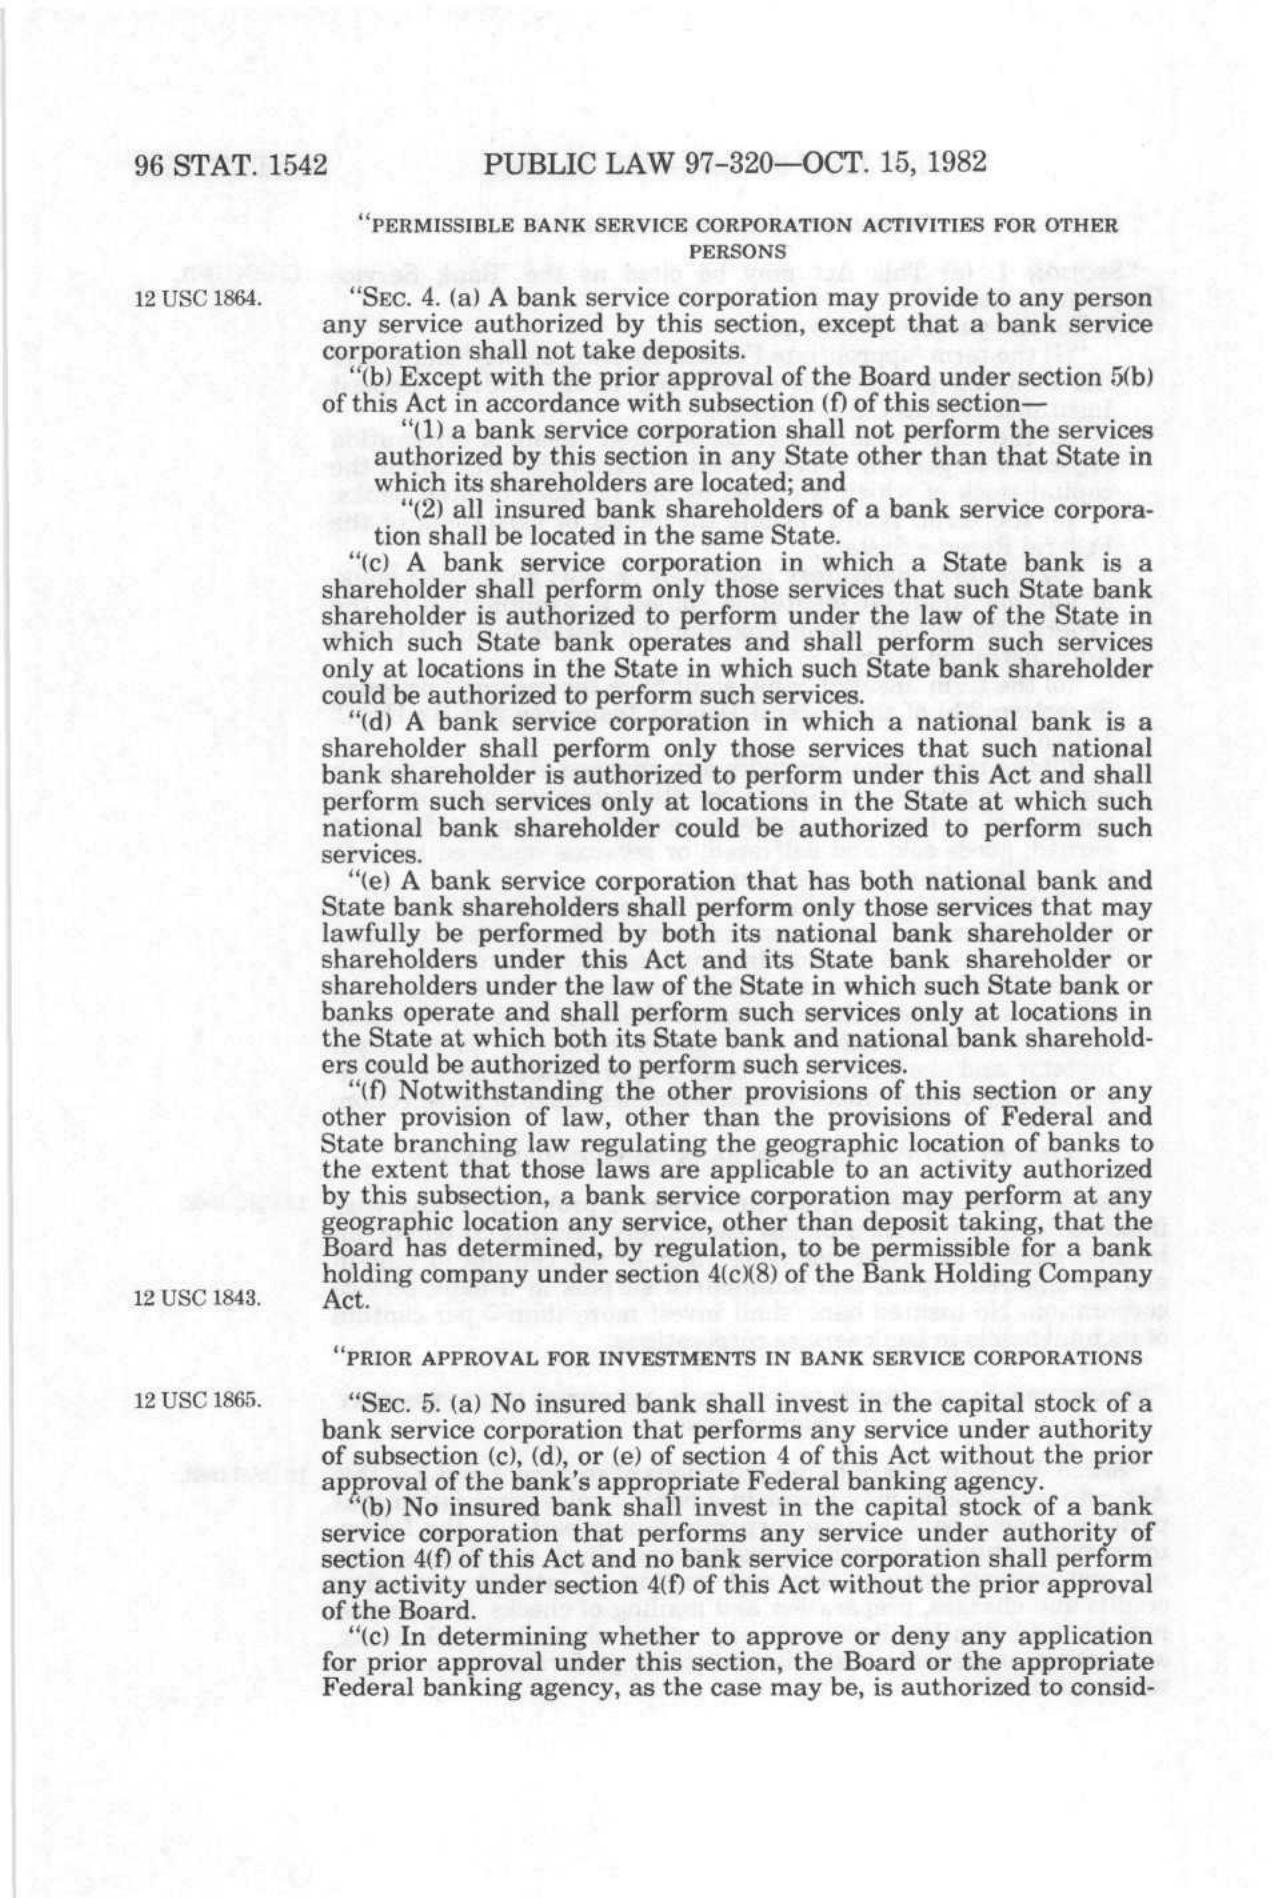 96 STAT. 1542 PUBLIC LAW 97-320—OCT. 15, 1982
“PERMISSIBLE BANK SERVICE CORPORATION ACTIVITIES FOR OTHER
PERSONS
12 USC 1864. “SEC. 4. (a) A bank service corporation may provide to any person
any service authorized by this section, except that a bank service
corporation shall not take deposits.
“(b) Except with the prior approval of the Board under section 5(b)
of this Act in accordance with subsection (f) of this section—
“(1) a bank service corporation shall not perform the services
authorized by this section in any State other than that State in
which its shareholders are located; and
“(2) all insured bank shareholders of a bank service corpora-
tion shall be located in the same State.
“(c) A bank service corporation in which a State bank is a
shareholder shall perform only those services that such State bank
shareholder is authorized to perform under the law of the State in
which such State bank operates and shall perform such services
only at locations in the State in which such State bank shareholder
could be authorized to perform such services.
“(d) A bank service corporation in which a national bank is a
shareholder shall perform only those services that such national
bank shareholder is authorized to perform under this Act and shall
perform such services only at locations in the State at which such
national bank shareholder could be authorized to perform such
services.
“(e) A bank service corporation that has both national bank and
State bank shareholders shall perform only those services that may
lawfully be performed by both its national bank shareholder or
shareholders under this Act and its State bank shareholder or
shareholders under the law of the State in which such State bank or
banks operate and shall perform such services only at locations in
the State at which both its State bank and national bank sharehold-
ers could be authorized to perform such services.
“(f) Notwithstanding the other provisions of this section or any
other provision of law, other than the provisions of Federal and
State branching law regulating the geographic location of banks to
the extent that those laws are applicable to an activity authorized
by this subsection, a bank service corporation may perform at any
geographic location any service, other than deposit taking, that the
Board has determined, by regulation, to be permissible for a bank
holding company under section 4(c)(8) of the Bank Holding Company
12 USC 1843. Act.
“PRIOR APPROVAL FOR INVESTMENTS IN BANK SERVICE CORPORATIONS
12 USC 1865. “SEC. 5. (a) No insured bank shall invest in the capital stock of a
bank service corporation that performs any service under authority
of subsection (c), (d), or (e) of section 4 of this Act without the prior
approval of the bank's appropriate Federal banking agency.
“(b) No insured bank shall invest in the capital stock of a bank
service corporation that performs any service under authority of
section 4(f) of this Act and no bank service corporation shall perform
any activity under section 4(f) of this Act without the prior approval
of the Board.
“(c) In determining whether to approve or deny any application
for prior approval under this section, the Board or the appropriate
Federal banking agency, as the case may be, is authorized to consid-